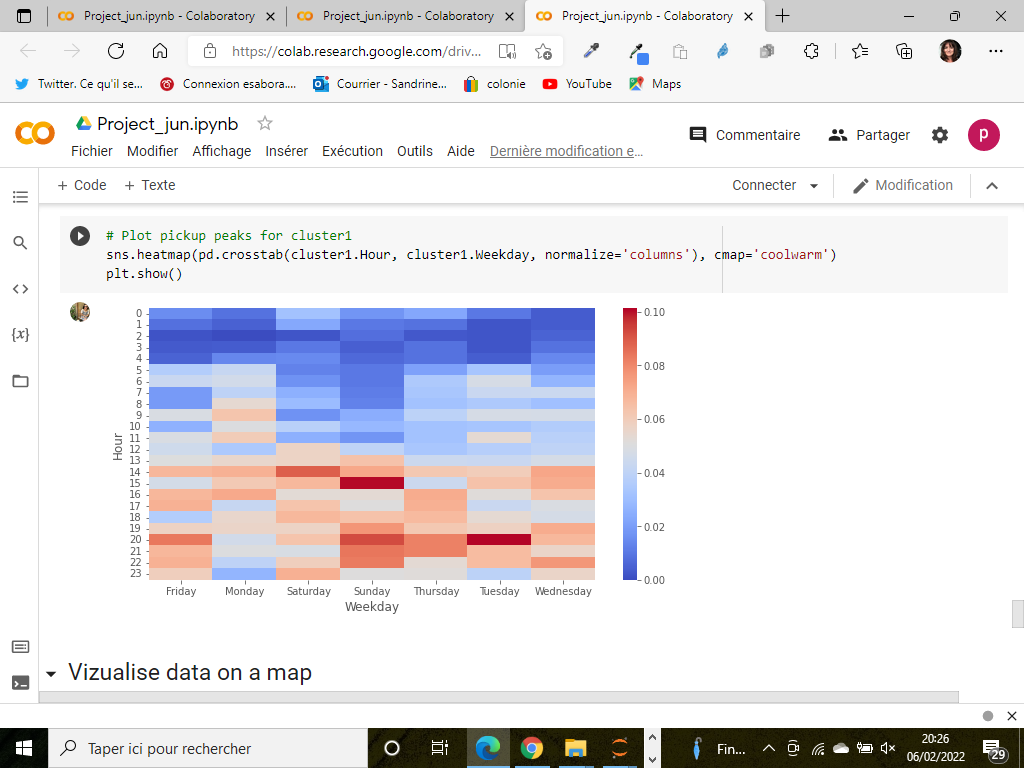 Project_jun.ipynb - Colaboratory
Project_jun.ipynb - Colaboratory
Project_jun.ipynb - Colaboratory
https://colab.research.google.com/driv...
Twitter. Ce qu'il se...
Connexion esabora....
Courrier - Sandrine...
colonie
YouTube
Maps
Project_jun.ipynb
Commentaire
Partager
p
Fichier Modifier Affichage Insérer Exécution Outils Aide Dernière modification e...
+ Code + Texte
Connecter
Modification
# Plot pickup peaks for cluster1
sns.heatmap(pd.crosstab(cluster1.Hour, cluster1.Weekday, normalize='columns'), cmap='coolwarm')
plt.show()
{x}
Hour
0
1
2
3
4
5
6
7
8
9
10
11
12
13
14
15
16
17
18
19
20
21
22
23
Friday Monday Saturday Sunday Thursday Tuesday Wednesday
Weekday
0.10
0.08
0.06
0.04
0.02
0.00
Vizualise data on a map
Taper ici pour rechercher
Fin...
20:26
06/02/2022
29